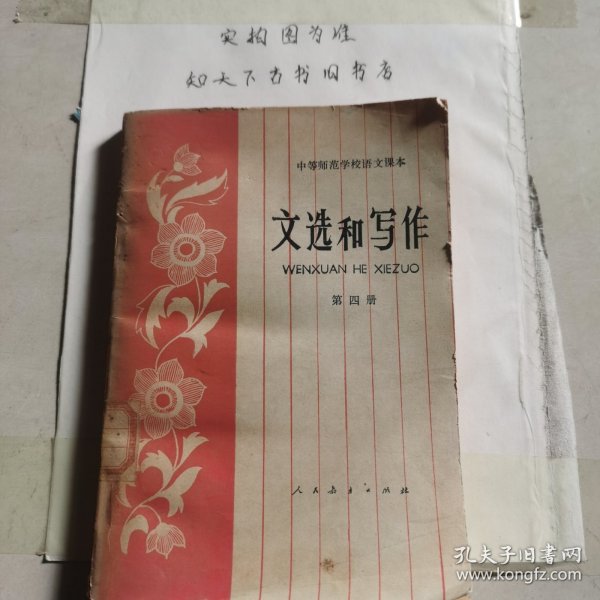 实拍图为准
知天下古书旧书店
中等师范学校语文课本
文选和写作
WENXUAN HE XIEZUO
第四册
人民教育出版社
孔夫子旧书网
www.kongfz.com